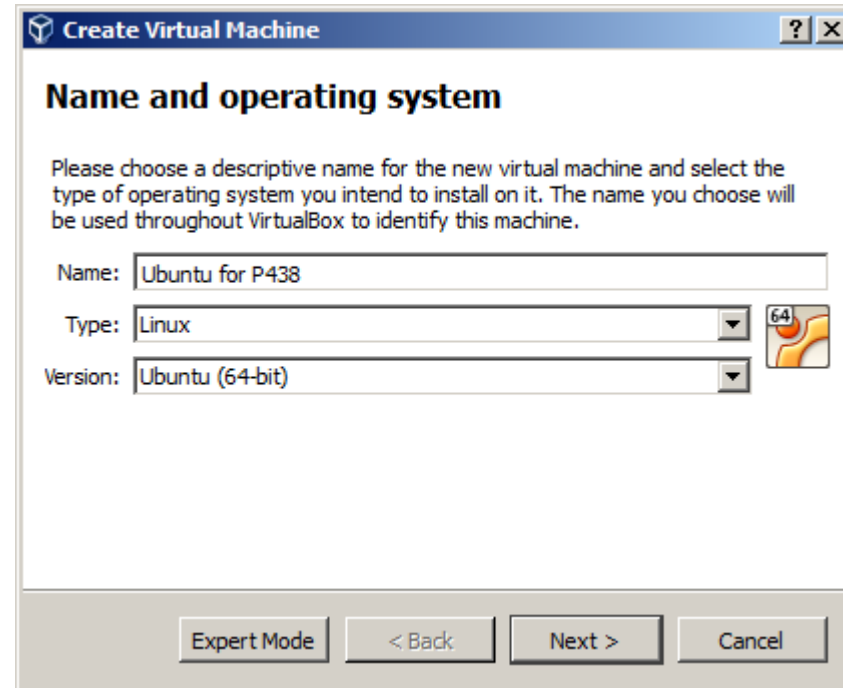 Create Virtual Machine
Name and operating system
Please choose a descriptive name for the new virtual machine and select the
type of operating system you intend to install on it. The name you choose will
be used throughout VirtualBox to identify this machine.
Name: Ubuntu for P438
Type: Linux
64
Version: Ubuntu (64-bit)
Expert Mode < Back Next > Cancel